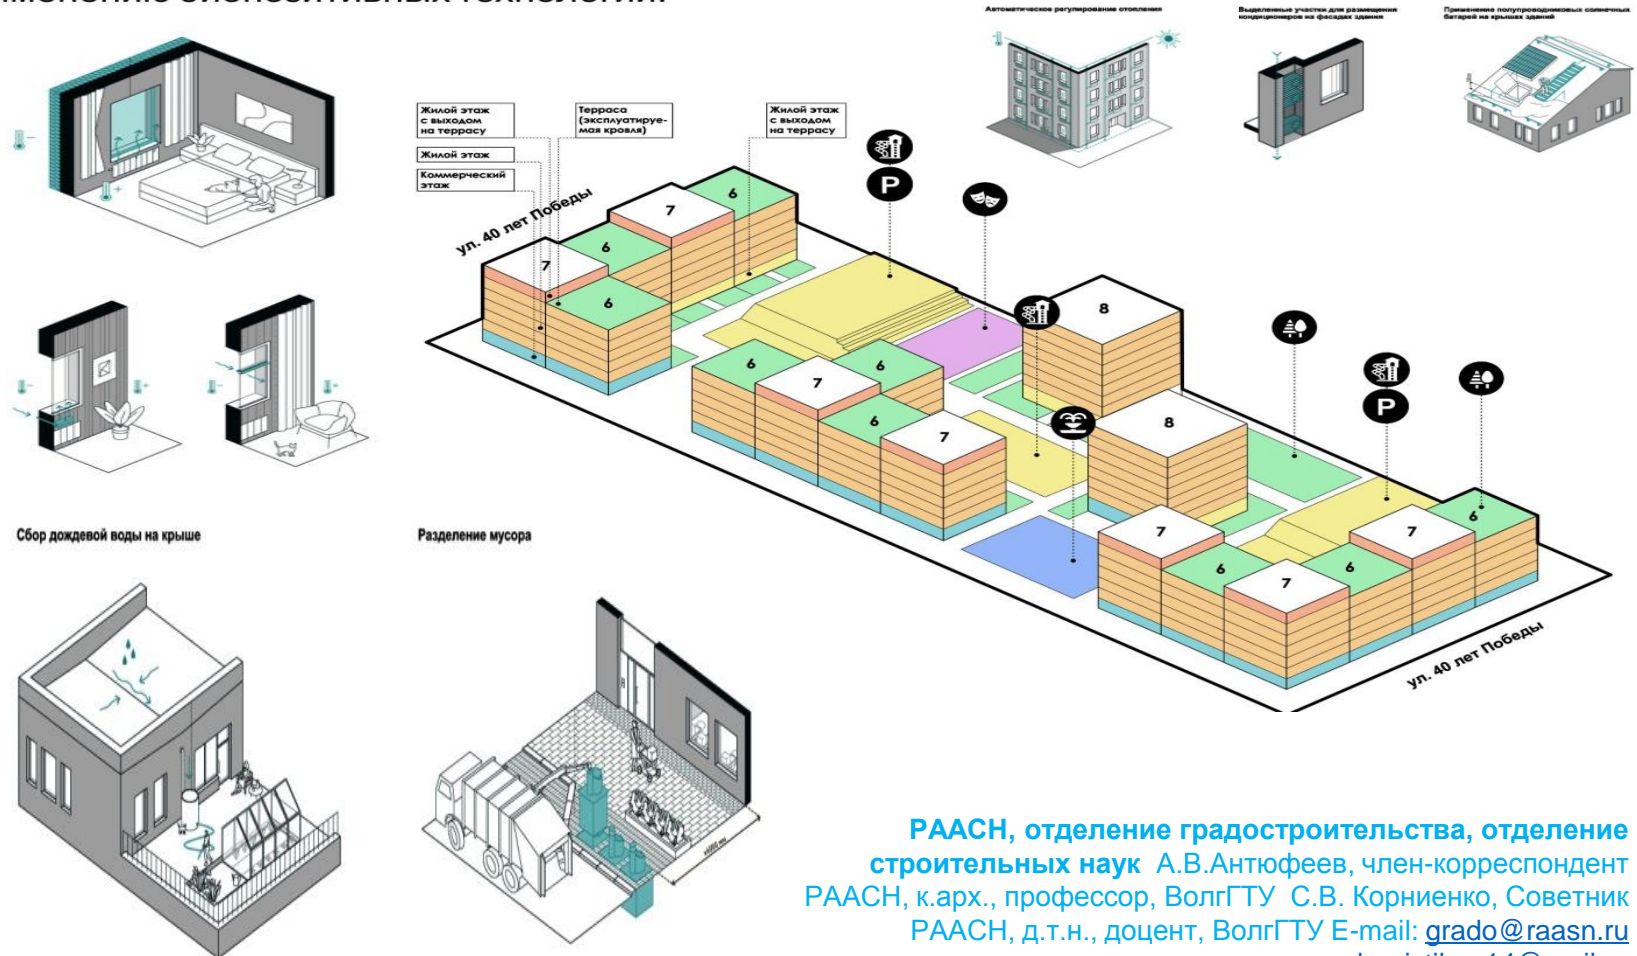 биопозитивных технологий.
Автоматическое регулирование отопления
Выделенные участки для размещения
кондиционеров на фасадах здания
Применение полупроводниковых солнечных
батарей на крышах зданий
Жилой этаж
с выходом
на террасу
Терраса
(эксплуатируе-
мая кровля)
Жилой этаж
с выходом
на террасу
Жилой этаж
Коммерческий
этаж
ул. 40 лет Победы
P
6
7
6
7
6
8
6
6
7
6
7
8
P
6
7
7
6
6
7
ул. 40 лет Победы
Сбор дождевой воды на крыше
Разделение мусора
РААСН, отделение градостроительства, отделение
строительных наук А.В.Антюфеев, член-корреспондент
РААСН, к.арх., профессор, ВолгГТУ С.В. Корниенко, Советник
РААСН, д.т.н., доцент, ВолгГТУ E-mail: grado@raasn.ru